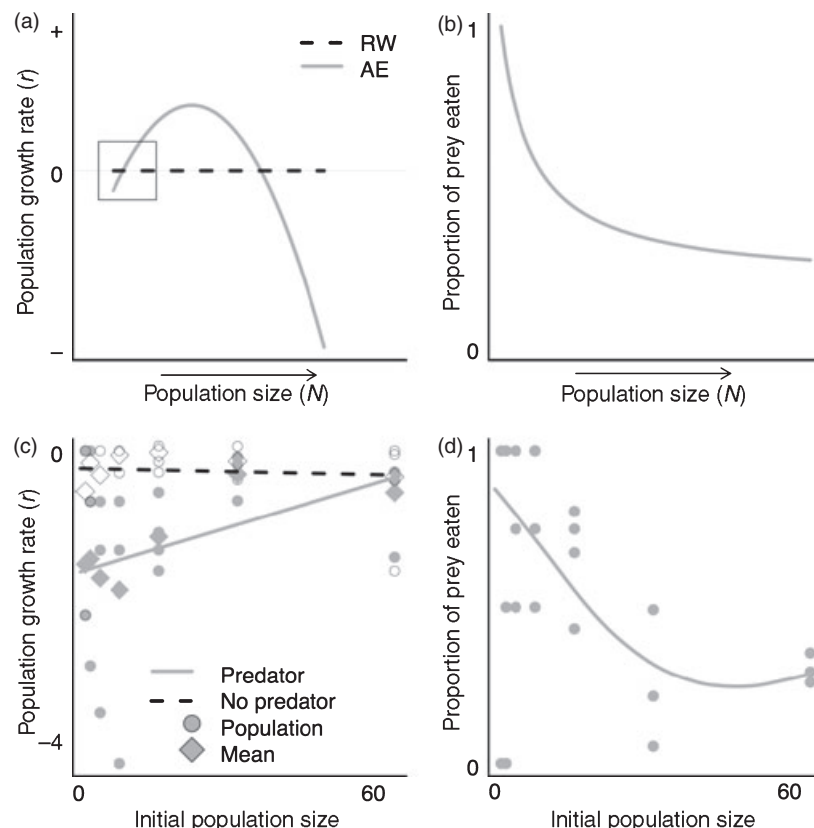 (a)
+
0
–
Population growth rate (r)
RW
AE
Population size (N)
(b)
1
0
Proportion of prey eaten
Population size (N)
(c)
0
–4
Population growth rate (r)
Predator
No predator
Population
Mean
0 60
Initial population size
(d)
1
0
Proportion of prey eaten
0 60
Initial population size